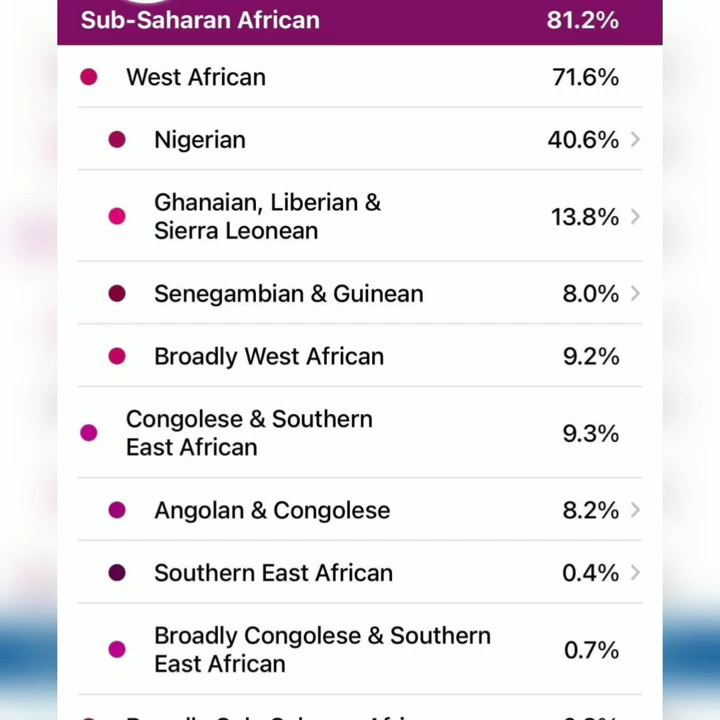 Sub-Saharan African 81.2%
West African 71.6%
Nigerian 40.6%
Ghanaian, Liberian &
Sierra Leonean 13.8%
Senegambian & Guinean 8.0%
Broadly West African 9.2%
Congolese & Southern
East African 9.3%
Angolan & Congolese 8.2%
Southern East African 0.4%
Broadly Congolese & Southern
East African 0.7%